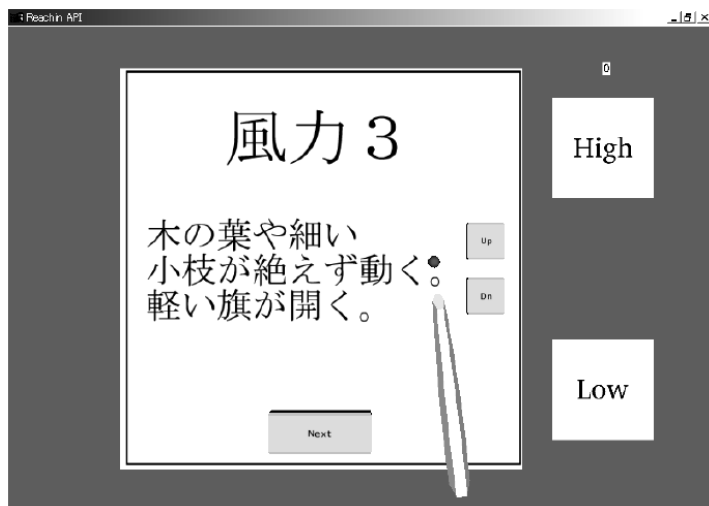 Reachin API
0
風力３
High
木の葉や細い
小枝が絶えず動く。
軽い旗が開く。
Up
Dn
Low
Next